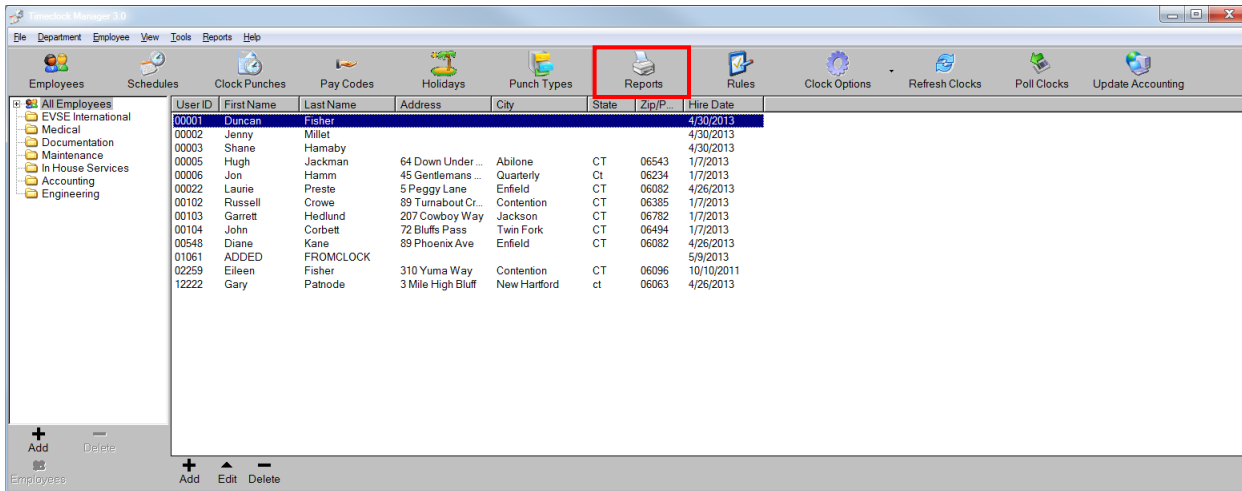 Timeclock Manager 3.0
File Department Employee View Tools Reports Help
Employees Schedules Clock Punches Pay Codes Holidays Punch Types Reports Rules Clock Options Refresh Clocks Poll Clocks Update Accounting
All Employees
EVSE International
Medical
Documentation
Maintenance
In House Services
Accounting
Engineering
User ID First Name Last Name Address City State Zip/P... Hire Date
00001 Duncan Fisher 4/30/2013
00002 Jenny Millet 4/30/2013
00003 Shane Hamaby 4/30/2013
00005 Hugh Jackman 64 Down Under ... Abilone CT 06543 1/7/2013
00006 Jon Hamm 45 Gentlemans ... Quarterly Ct 06234 1/7/2013
00022 Laurie Preste 5 Peggy Lane Enfield CT 06082 4/26/2013
00102 Russell Crowe 89 Turnabout Cr... Contention CT 06385 1/7/2013
00103 Garrett Hedlund 207 Cowboy Way Jackson CT 06782 1/7/2013
00104 John Corbett 72 Bluffs Pass Twin Fork CT 06494 1/7/2013
00548 Diane Kane 89 Phoenix Ave Enfield CT 06082 4/26/2013
01061 ADDED FROMCLOCK 5/9/2013
02259 Eileen Fisher 310 Yuma Way Contention CT 06096 10/10/2011
12222 Gary Patnode 3 Mile High Bluff New Hartford ct 06063 4/26/2013
Add Delete
Employees
Add Edit Delete